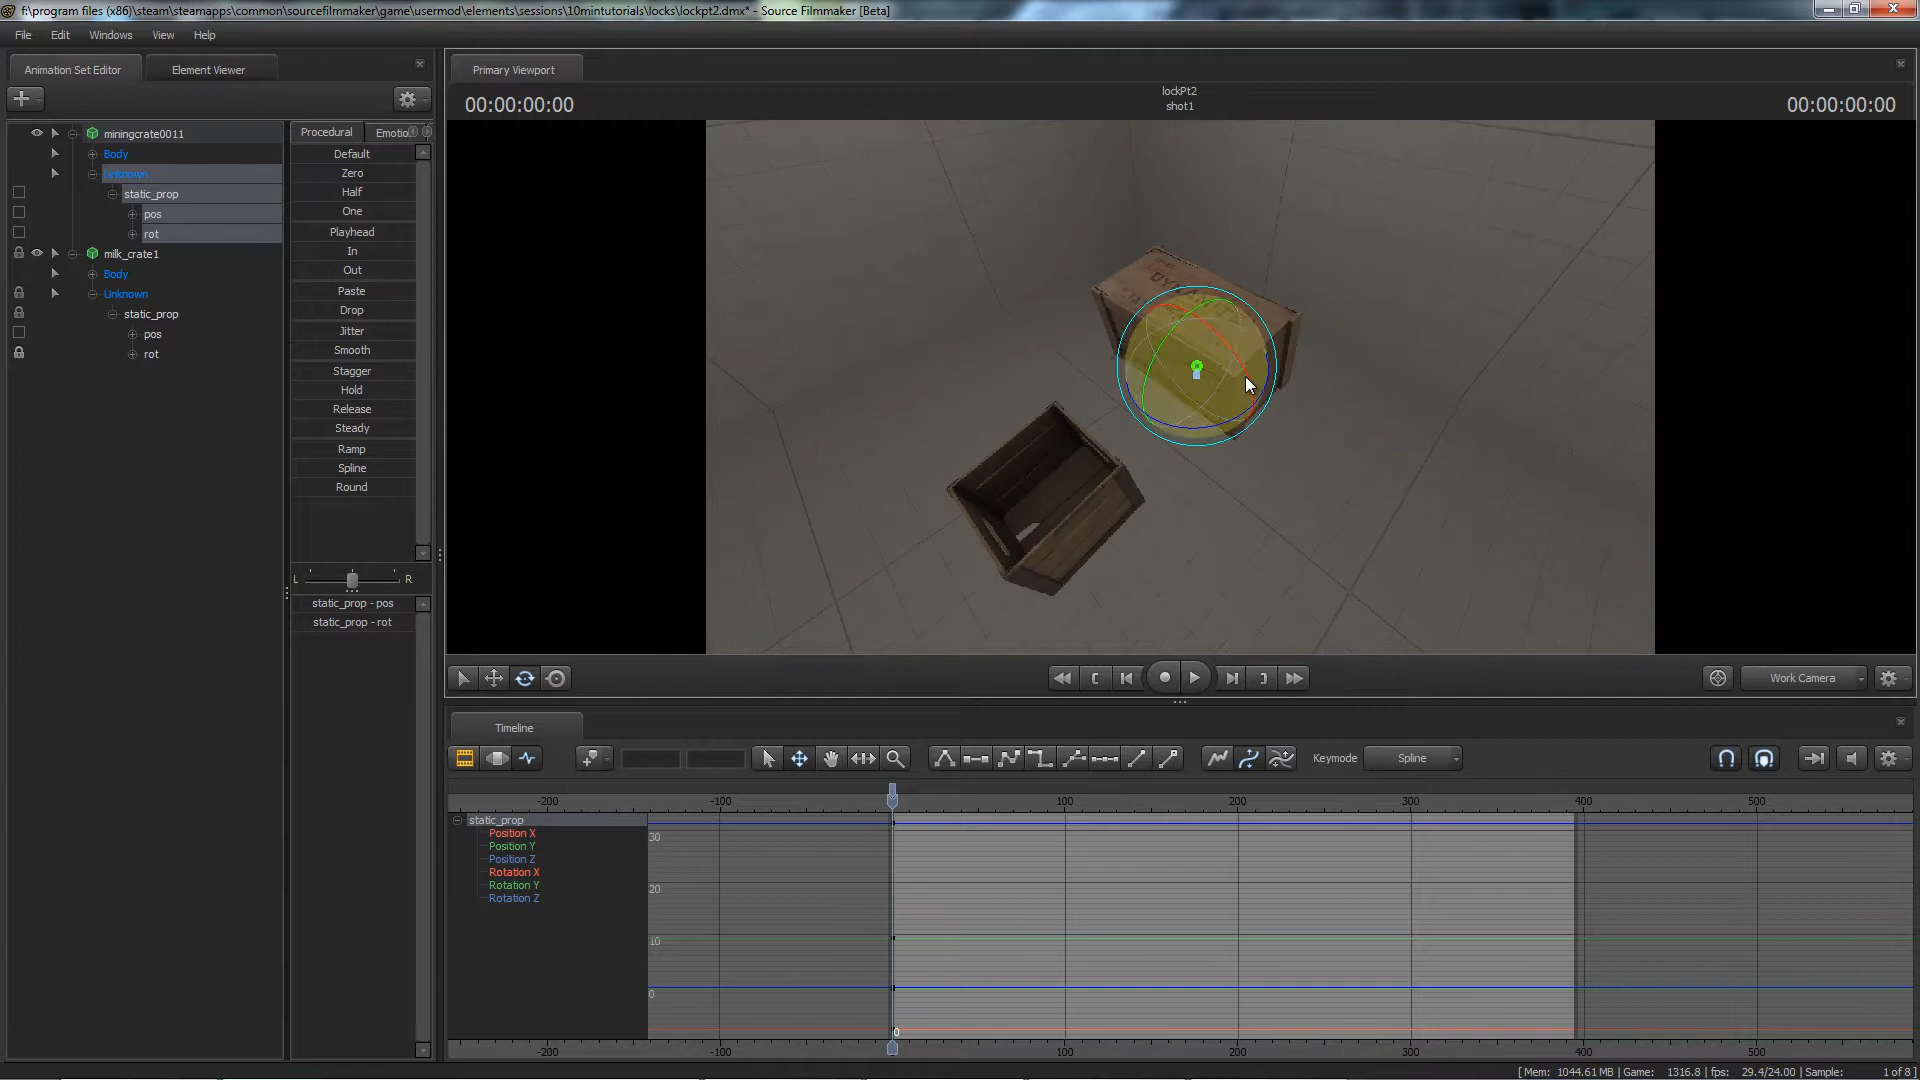 f:\program files (x86)\steam\steamapps\common\sourcefilmmaker\game\usermod\elements\sessions\10mintutorials\locks\lockpt2.dmx* - Source Filmmaker [Beta]
File Edit Windows View Help
Animation Set Editor Element Viewer
Primary Viewport
00:00:00:00
lockPt2
shot1
00:00:00:00
miningcrate0011
Body
Unknown
static_prop
pos
rot
milk_crate1
Body
Unknown
static_prop
pos
rot
Procedural Emotio
Default
Zero
Half
One
Playhead
In
Out
Paste
Drop
Jitter
Smooth
Stagger
Hold
Release
Steady
Ramp
Spline
Round
L R
static_prop - pos
static_prop - rot
Work Camera
Timeline
Keymode Spline
-200 -100 100 200 300 400 500
static_prop
Position X
Position Y
Position Z
Rotation X
Rotation Y
Rotation Z
30
20
10
0
0
-200 -100 100 200 300 400 500
[ Mem: 1044.61 MB | Game: 1316.8 | fps: 29.4/24.00 | Sample: 1 of 8 ]